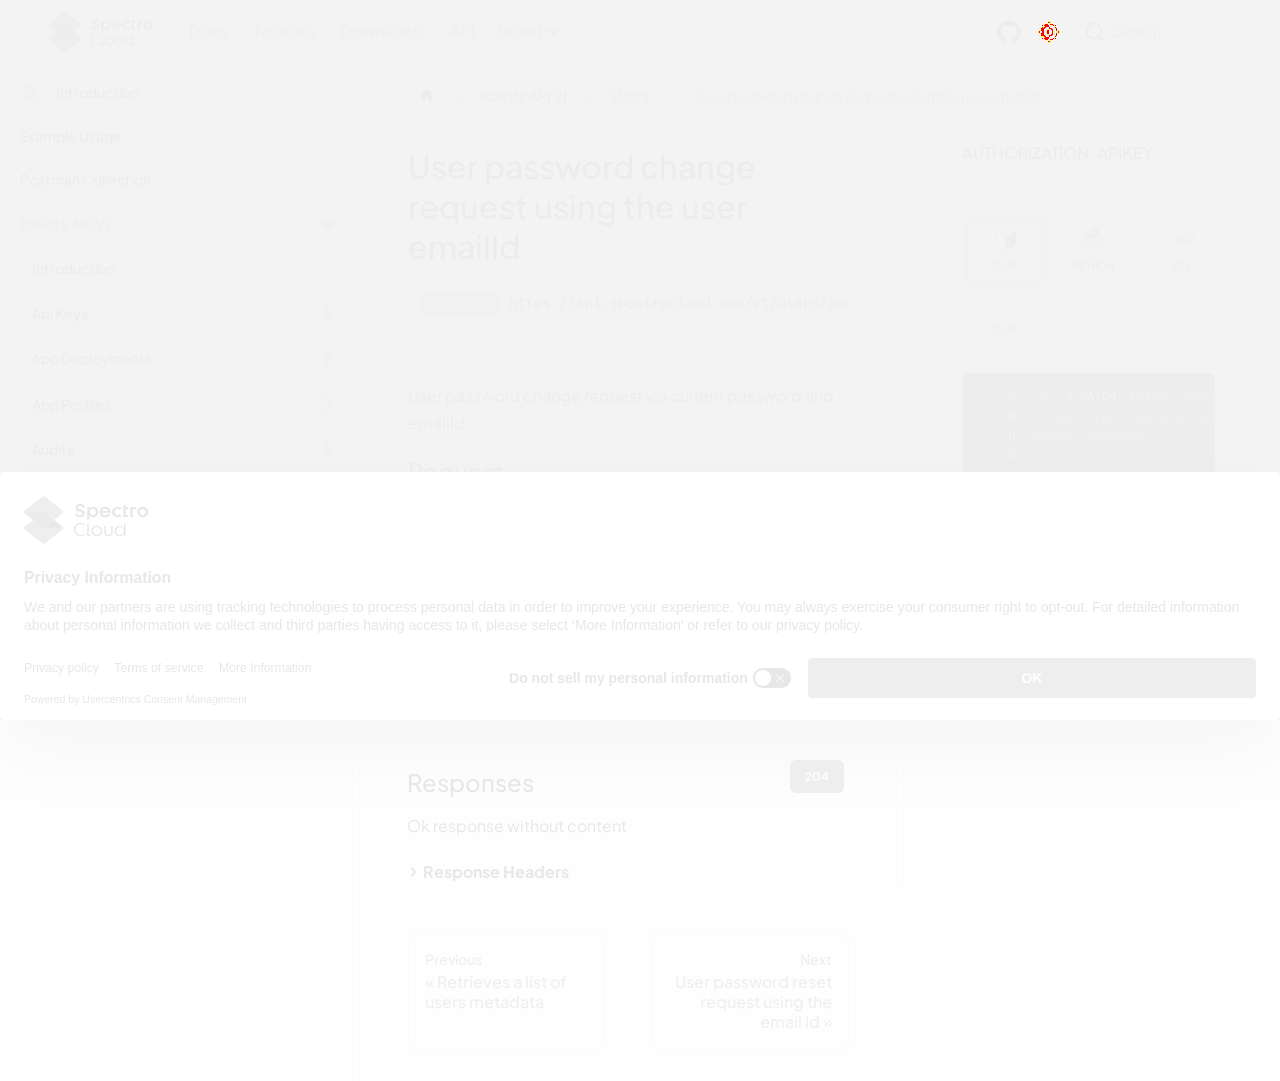 Spectro Cloud
Docs Tutorials Downloads API latest
Search
Introduction
Palette API V1
Users
User password change request using the user emailId
Example Usage
Postman Collection
Palette API V1
Introduction
Api Keys
App Deployments
App Profiles
Audits
User password change
request using the user
emailId
https://api.spectrocloud.com/v1/users/pa
User password change request via current password and
emailId
Request
AUTHORIZATION: APIKEY
CURL PYTHON GO
CURL
Spectro
Cloud
Privacy Information
We and our partners are using tracking technologies to process personal data in order to improve your experience. You may always exercise your consumer right to opt-out. For detailed information
about personal information we collect and third parties having access to it, please select ‘More Information’ or refer to our privacy policy.
Privacy policy Terms of service More Information
Powered by Usercentrics Consent Management
Do not sell my personal information
OK
Responses
204
Ok response without content
Response Headers
Previous
« Retrieves a list of
users metadata
Next
User password reset
request using the
email id »